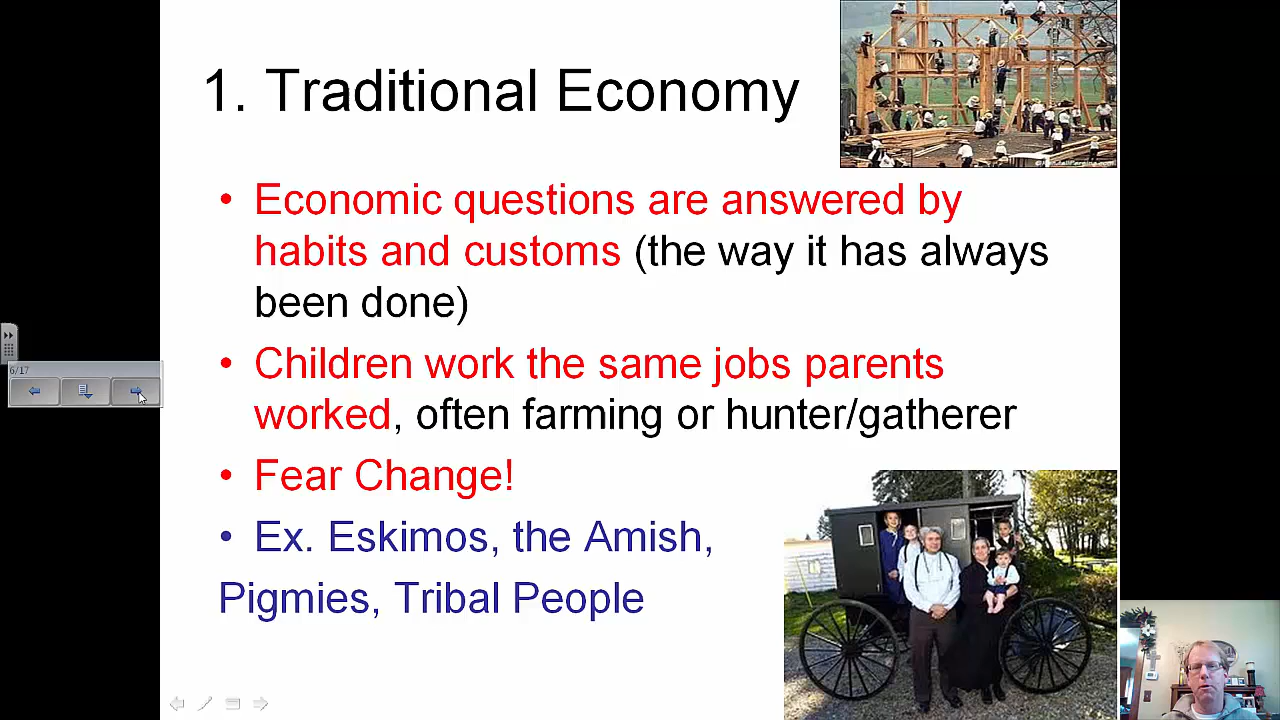 1. Traditional Economy
• Economic questions are answered by
habits and customs (the way it has always
been done)
• Children work the same jobs parents
worked, often farming or hunter/gatherer
• Fear Change!
• Ex. Eskimos, the Amish,
Pigmies, Tribal People
6/17